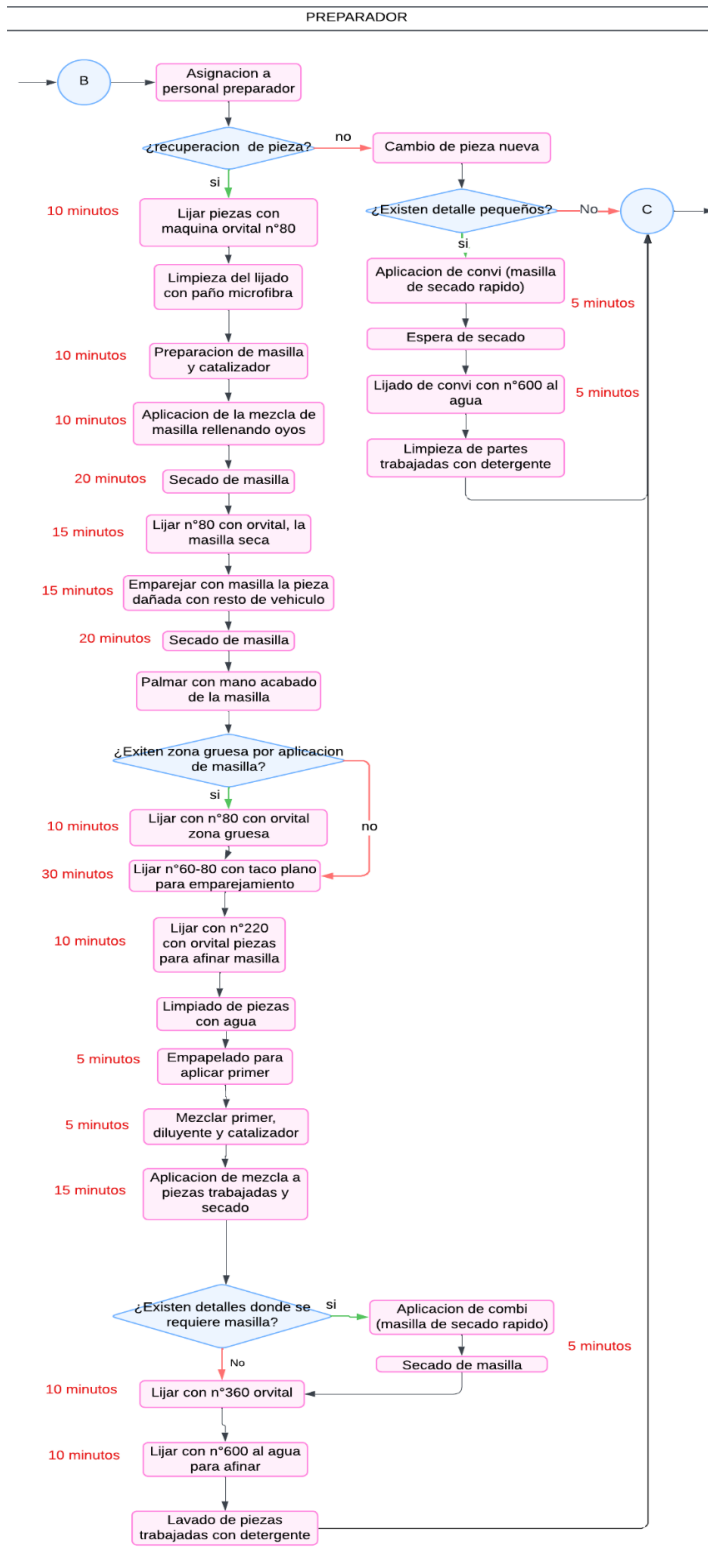 PREPARADOR
B
Asignacion a
personal preparador
¿recuperacion de pieza?
no
Cambio de pieza nueva
si
10 minutos
Lijar piezas con
maquina orvital n°80
¿Existen detalle pequeños?
No
C
si
Limpieza del lijado
con paño microfibra
Aplicacion de convi (masilla
de secado rapido)
5 minutos
Espera de secado
10 minutos
Preparacion de masilla
y catalizador
Lijado de convi con n°600 al
agua
5 minutos
10 minutos
Aplicacion de la mezcla de
masilla rellenando oyos
Limpieza de partes
trabajadas con detergente
20 minutos
Secado de masilla
15 minutos
Lijar n°80 con orvital, la
masilla seca
15 minutos
Emparejar con masilla la pieza
dañada con resto de vehiculo
20 minutos
Secado de masilla
Palmar con mano acabado
de la masilla
¿Exiten zona gruesa por aplicacion
de masilla?
si
no
10 minutos
Lijar con n°80 con orvital
zona gruesa
30 minutos
Lijar n°60-80 con taco plano
para emparejamiento
10 minutos
Lijar con n°220
con orvital piezas
para afinar masilla
Limpiado de piezas
con agua
5 minutos
Empapelado para
aplicar primer
5 minutos
Mezclar primer,
diluyente y catalizador
15 minutos
Aplicacion de mezcla a
piezas trabajadas y
secado
¿Existen detalles donde se
requiere masilla?
si
Aplicacion de combi
(masilla de secado rapido)
5 minutos
Secado de masilla
No
10 minutos
Lijar con n°360 orvital
10 minutos
Lijar con n°600 al agua
para afinar
Lavado de piezas
trabajadas con detergente